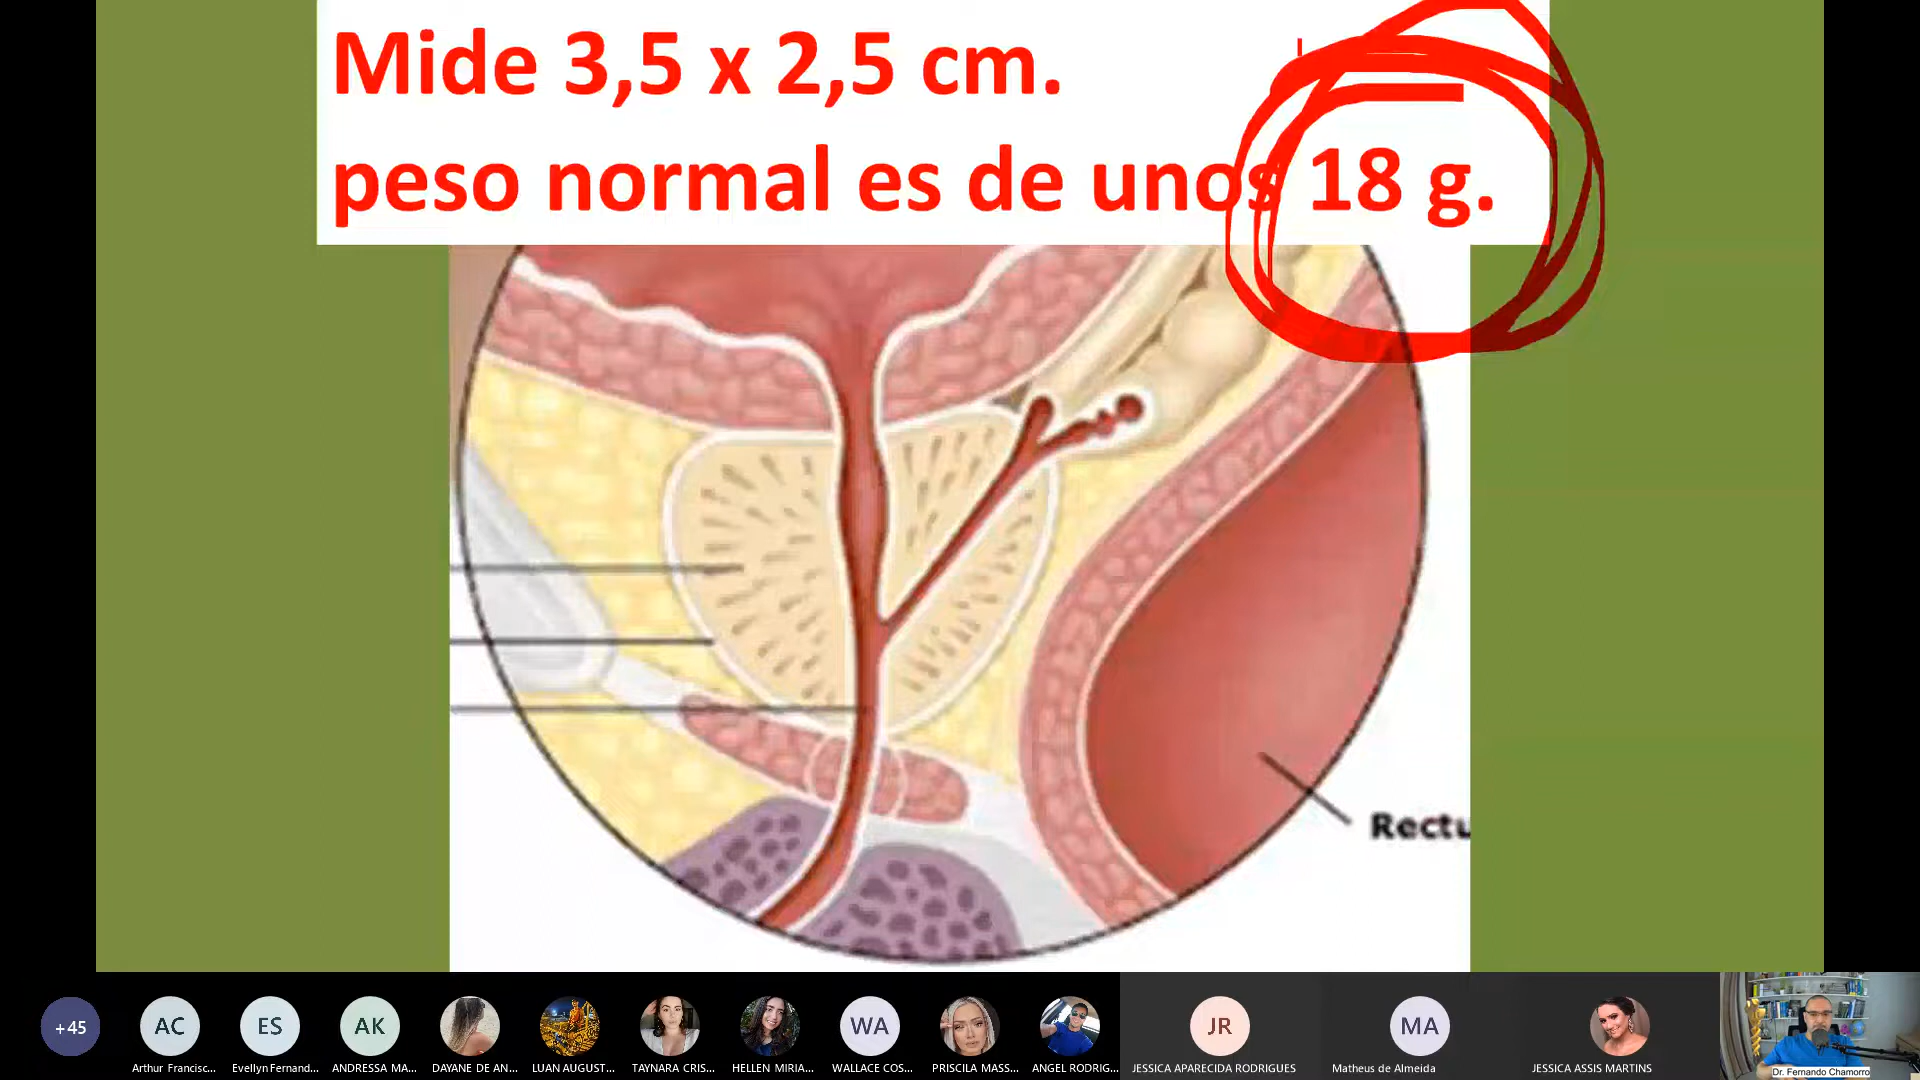 Mide 3,5 x 2,5 cm.
peso normal es de unos 18 g.
Rectu
+45
AC
ES
AK
WA
JR
MA
Arthur Francisc...
Evellyn Fernand...
ANDRESSA MA...
DAYANE DE AN...
LUAN AUGUST...
TAYNARA CRIS...
HELLEN MIRIA...
WALLACE COS...
PRISCILA MASS...
ANGEL RODRIG...
JESSICA APARECIDA RODRIGUES
Matheus de Almeida
JESSICA ASSIS MARTINS
Dr. Fernando Chamorro